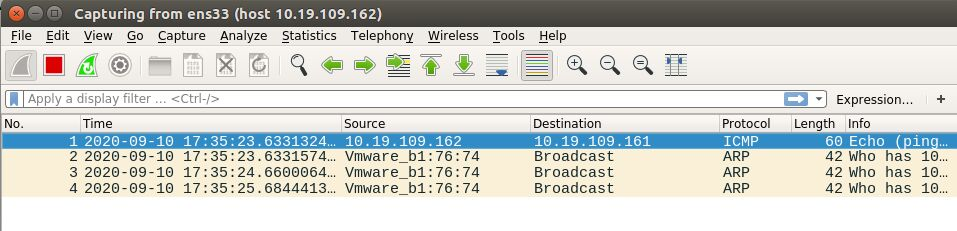 Capturing from ens33 (host 10.19.109.162)
File Edit View Go Capture Analyze Statistics Telephony Wireless Tools Help
Apply a display filter ... <Ctrl-/> Expression... +
No. Time Source Destination Protocol Length Info
1 2020-09-10 17:35:23.6331324... 10.19.109.162 10.19.109.161 ICMP 60 Echo (ping...
2 2020-09-10 17:35:23.6331574... Vmware_b1:76:74 Broadcast ARP 42 Who has 10...
3 2020-09-10 17:35:24.6600064... Vmware_b1:76:74 Broadcast ARP 42 Who has 10...
4 2020-09-10 17:35:25.6844413... Vmware_b1:76:74 Broadcast ARP 42 Who has 10...